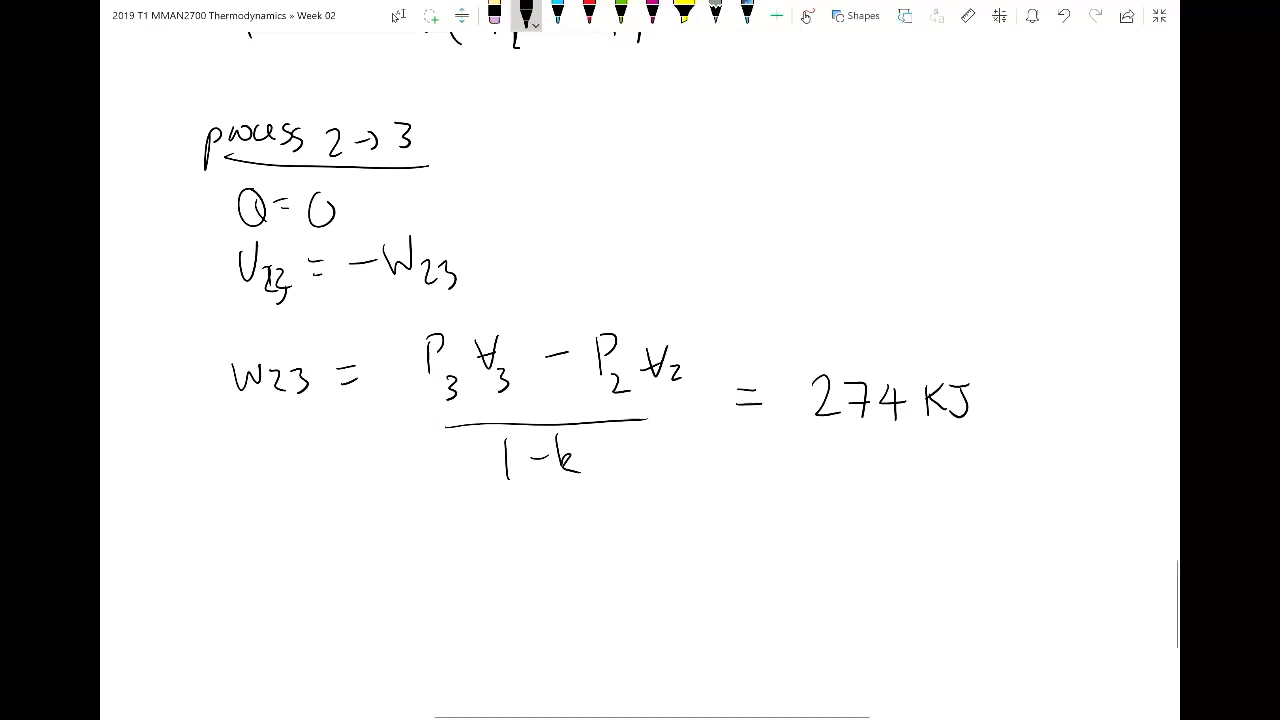 2019 T1 MMAN2700 Thermodynamics » Week 02
Shapes
process 2 → 3
Q = 0
U23 = -W23
W23 = (P3 V3 - P2 V2) / (1 - k) = 274 KJ